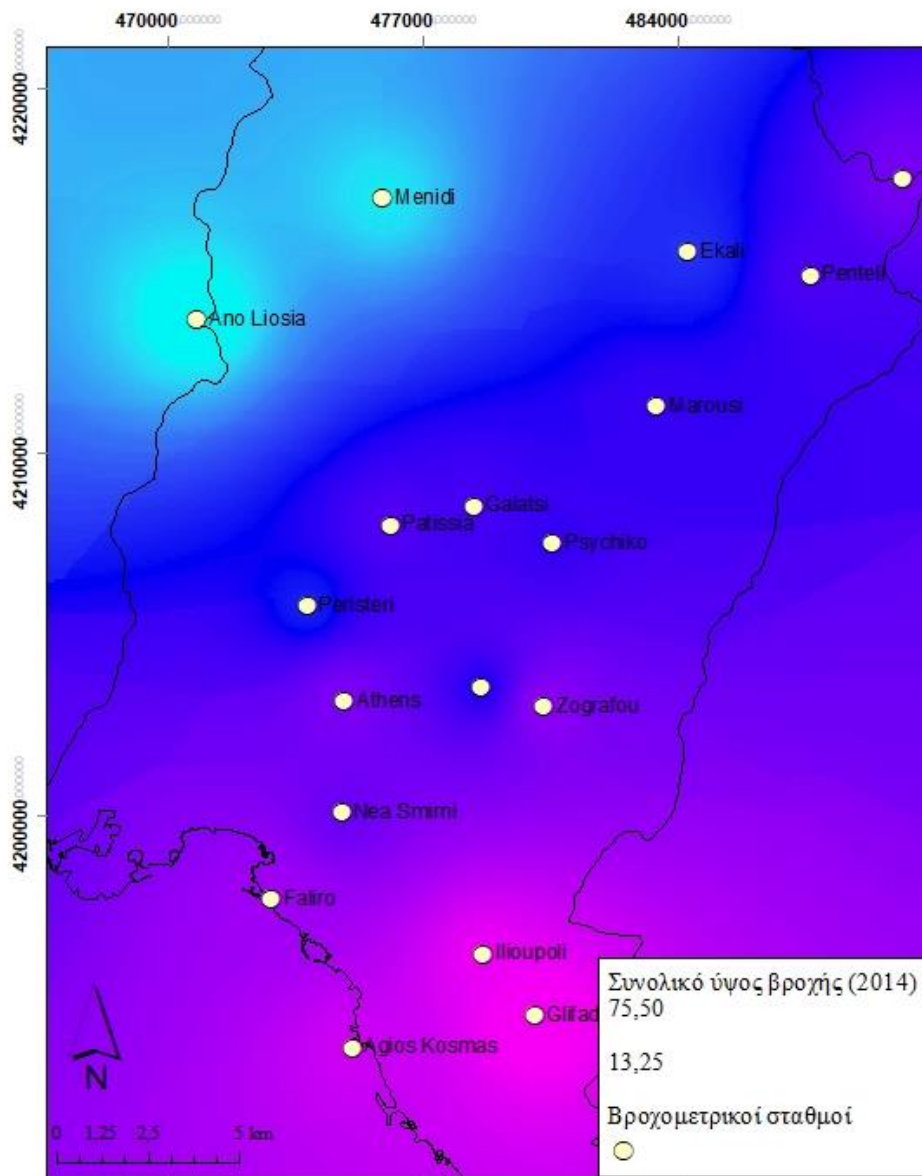 470000 477000 484000
4220000
4210000
4200000
Menidi
Ekali
Penteli
Ano Liosia
Marousi
Galatsi
Patissia
Psychiko
Peristeri
Athens
Zografou
Nea Smirni
Faliro
Ilioupoli
Glifad
Agios Kosmas
N
0 1,25 2,5 5 km
Συνολικό ύψος βροχής (2014)
75,50
13,25
Βροχομετρικοί σταθμοί